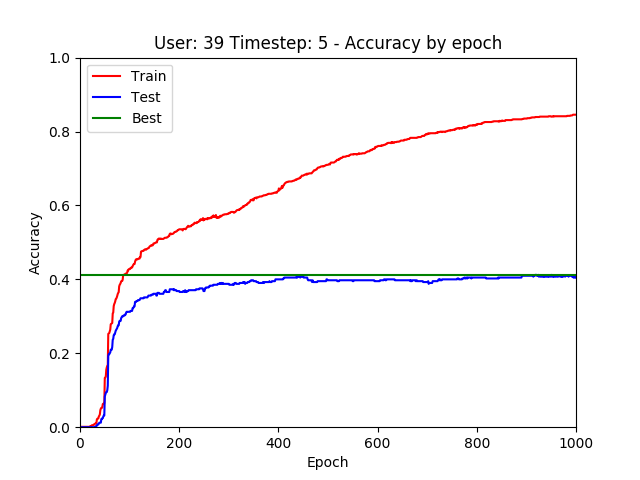 User: 39 Timestep: 5 - Accuracy by epoch
1.0
Train
Test
Best
0.8
0.6
Accuracy
0.4
0.2
0.0
0 200 400 600 800 1000
Epoch